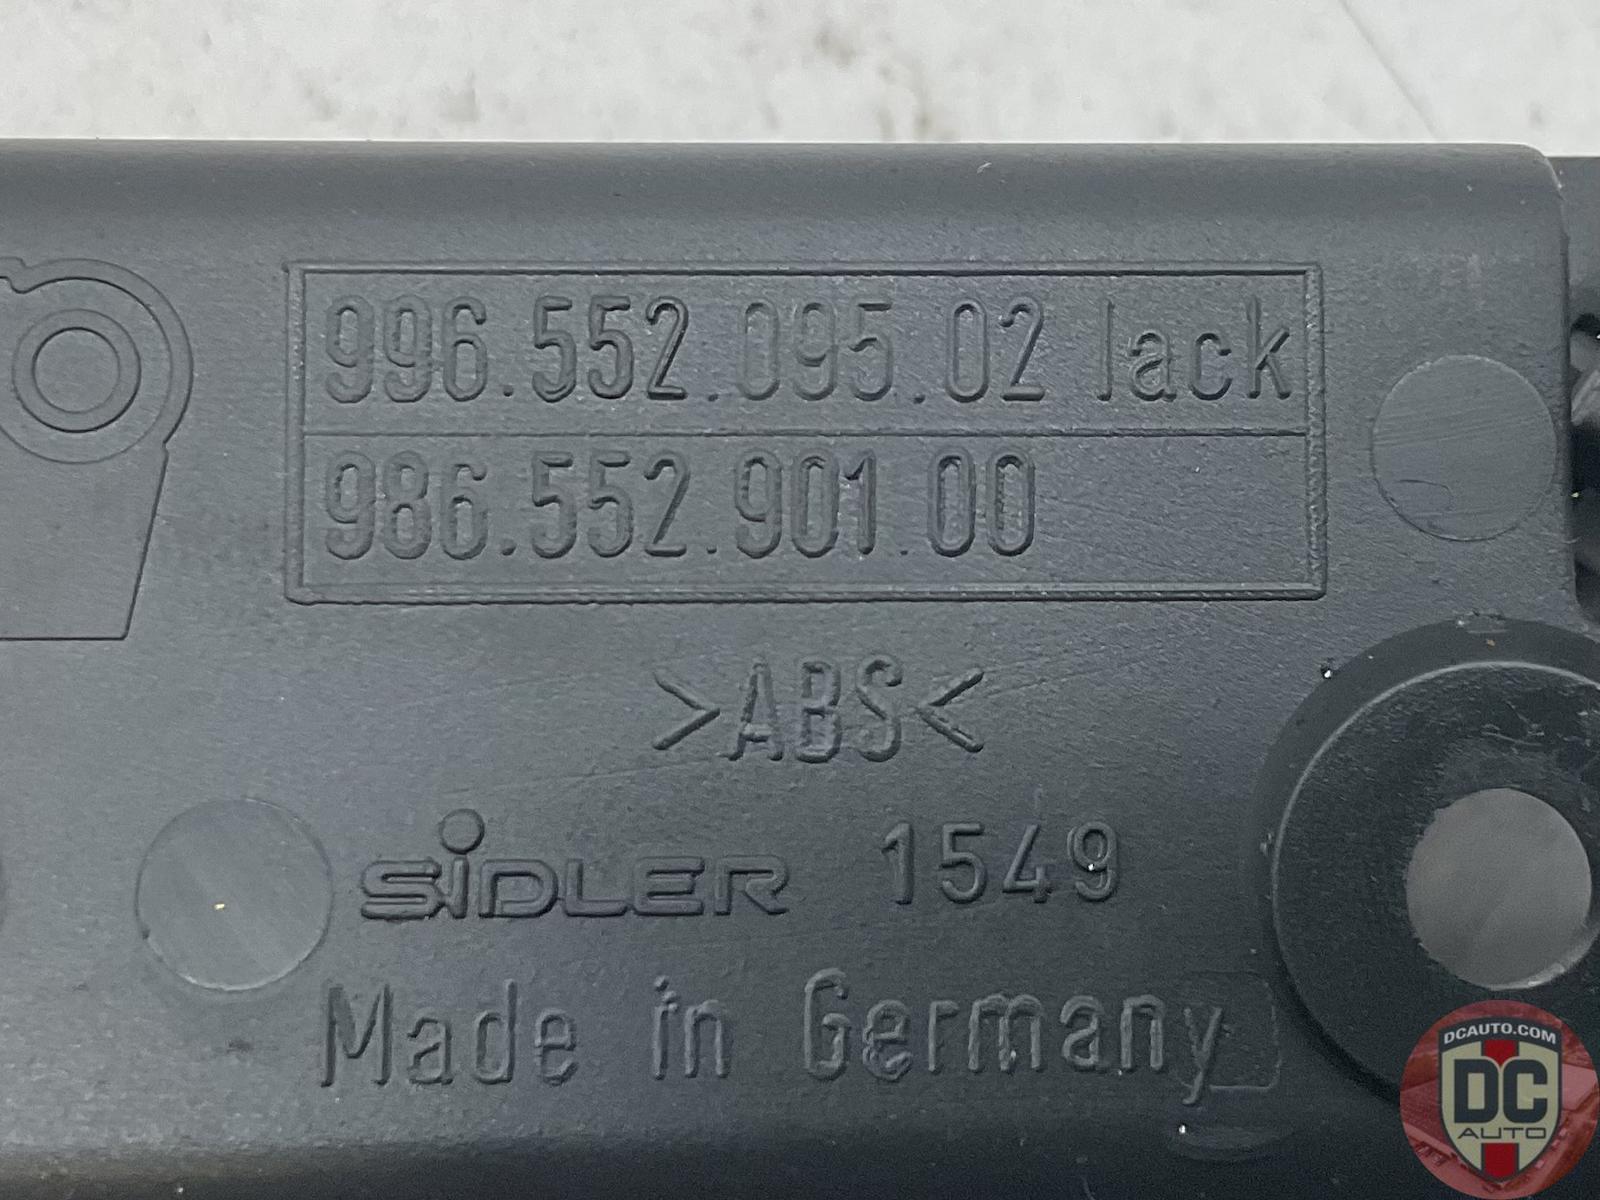 996.552.095.02 lack
986.552.901.00
>ABS<
SiDLER 1549
Made in Germany
DCAUTO.COM
DC
AUTO